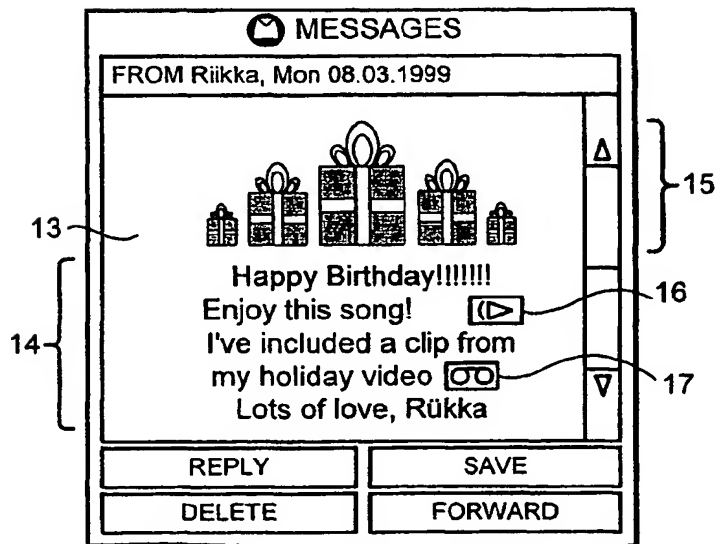 MESSAGES
FROM Riikka, Mon 08.03.1999
15
13
Happy Birthday!!!!!!!
Enjoy this song!
16
14
I've included a clip from
my holiday video
17
Lots of love, Rükka
REPLY
SAVE
DELETE
FORWARD